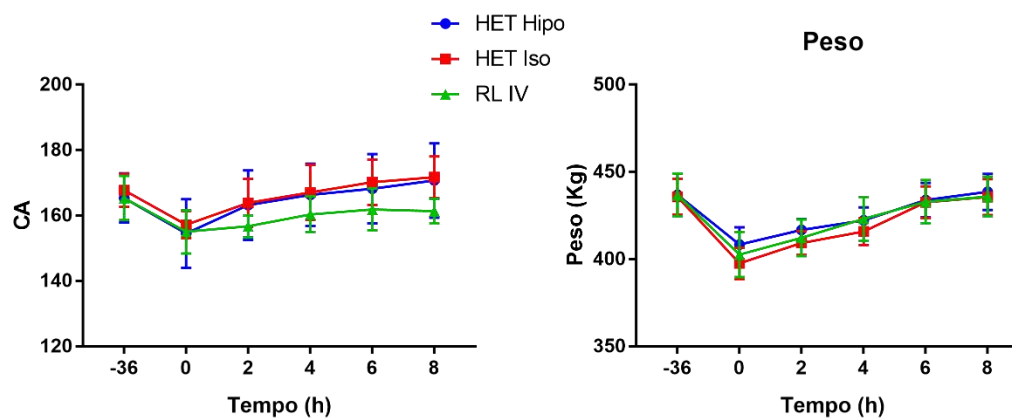 HET Hipo
HET Iso
RL IV
200
180
160
140
120
CA
-36 0 2 4 6 8
Tempo (h)
Peso
500
450
400
350
Peso (Kg)
-36 0 2 4 6 8
Tempo (h)